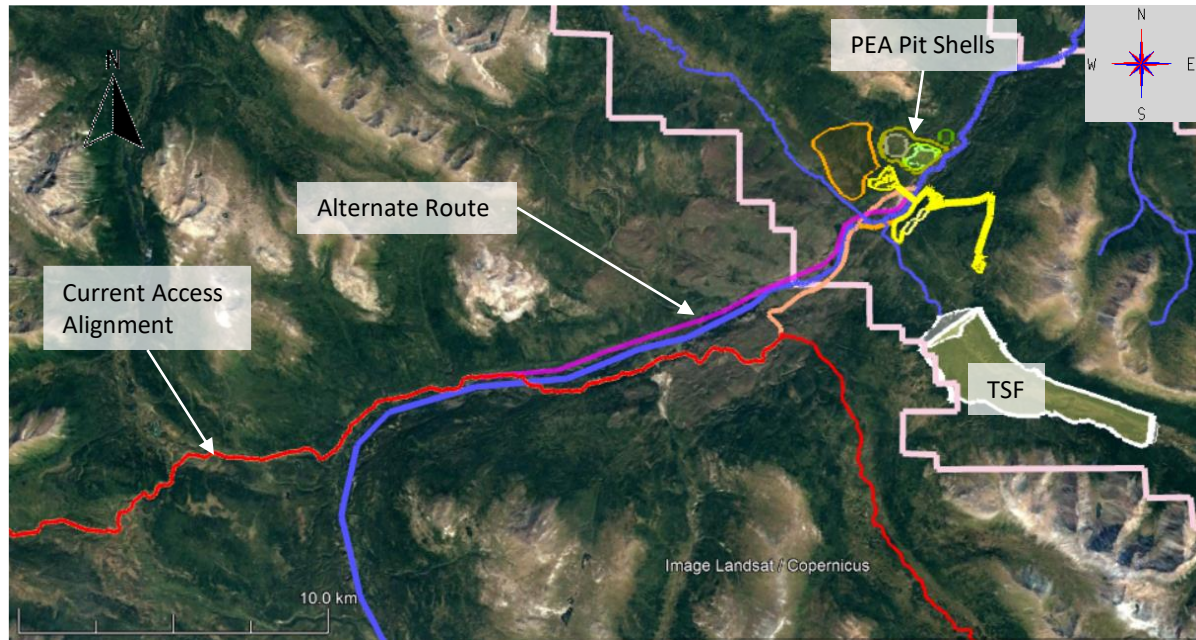 PEA Pit Shells
N
W E
S
N
Alternate Route
Current Access
Alignment
TSF
Image Landsat / Copernicus
10.0 km